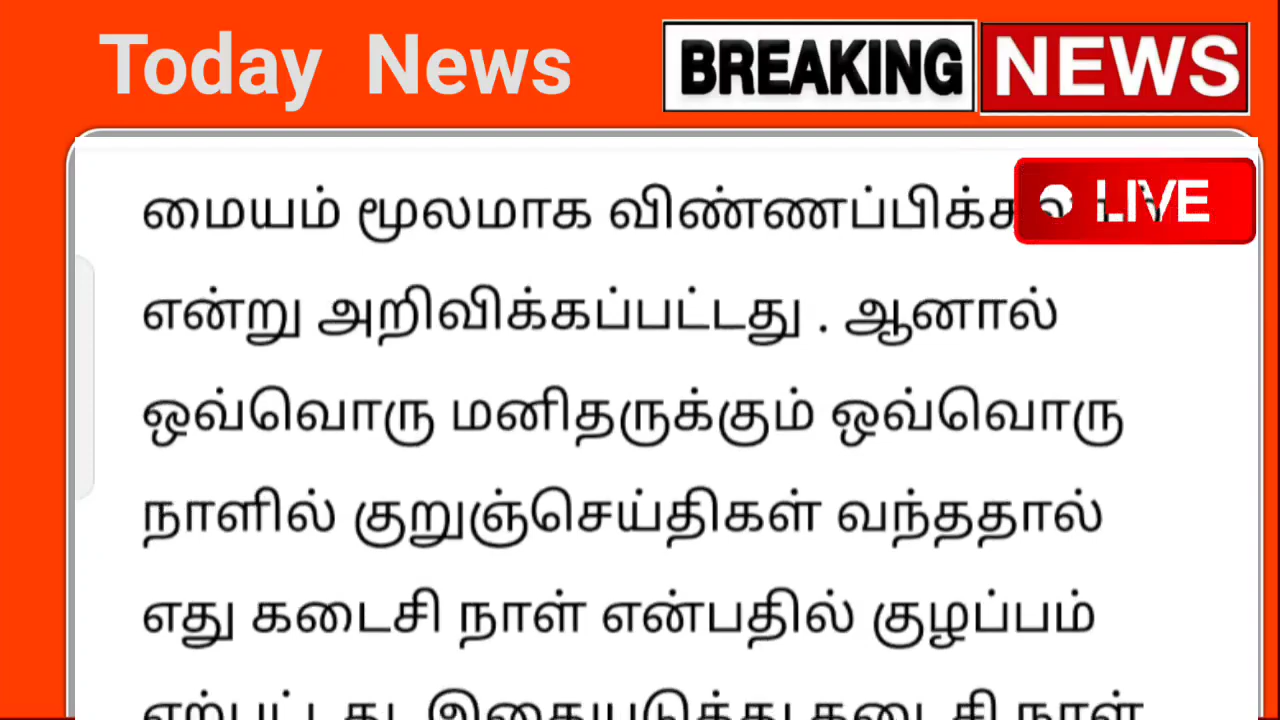 Today News
BREAKING NEWS
LIVE
மையம் மூலமாக
என்று அறிவிக்கப்பட்டது . ஆனால்
ஒவ்வொரு மனிதருக்கும் ஒவ்வொரு
நாளில் குறுஞ்செய்திகள் வந்ததால்
எது கடைசி நாள் என்பதில் குழப்பம்